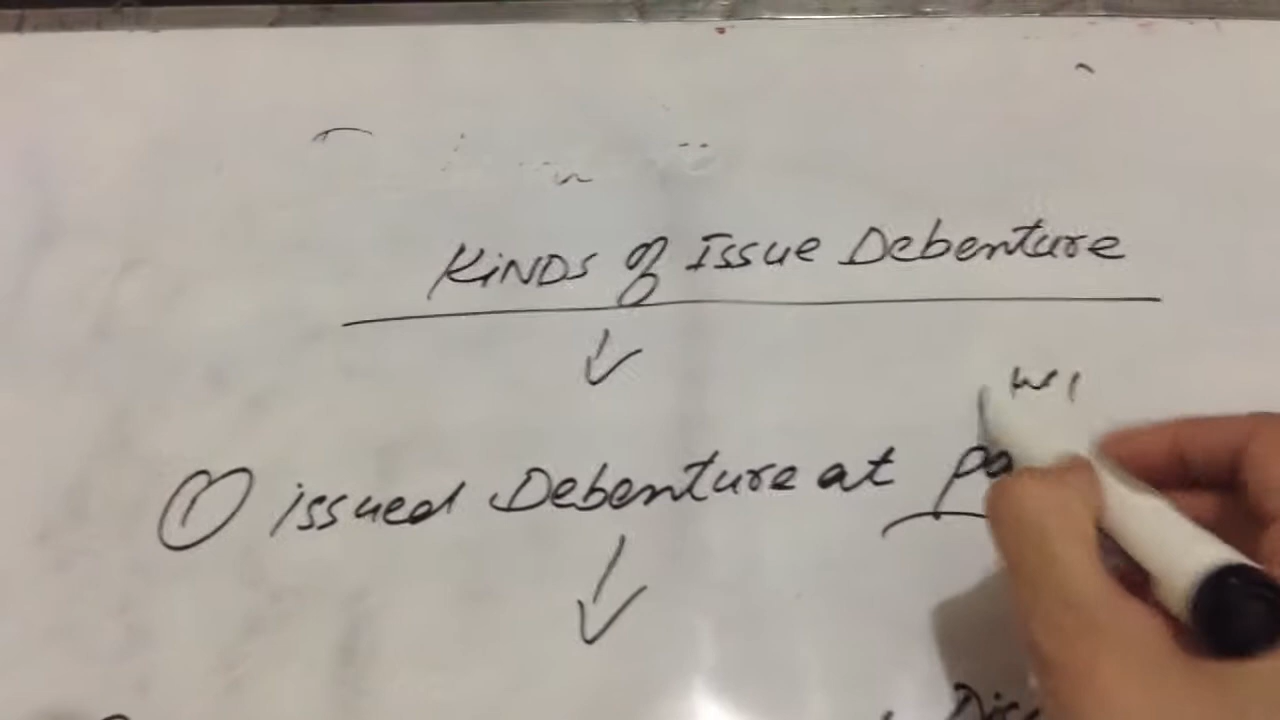 KiNDs of Issue Debenture
① issued Debenture at